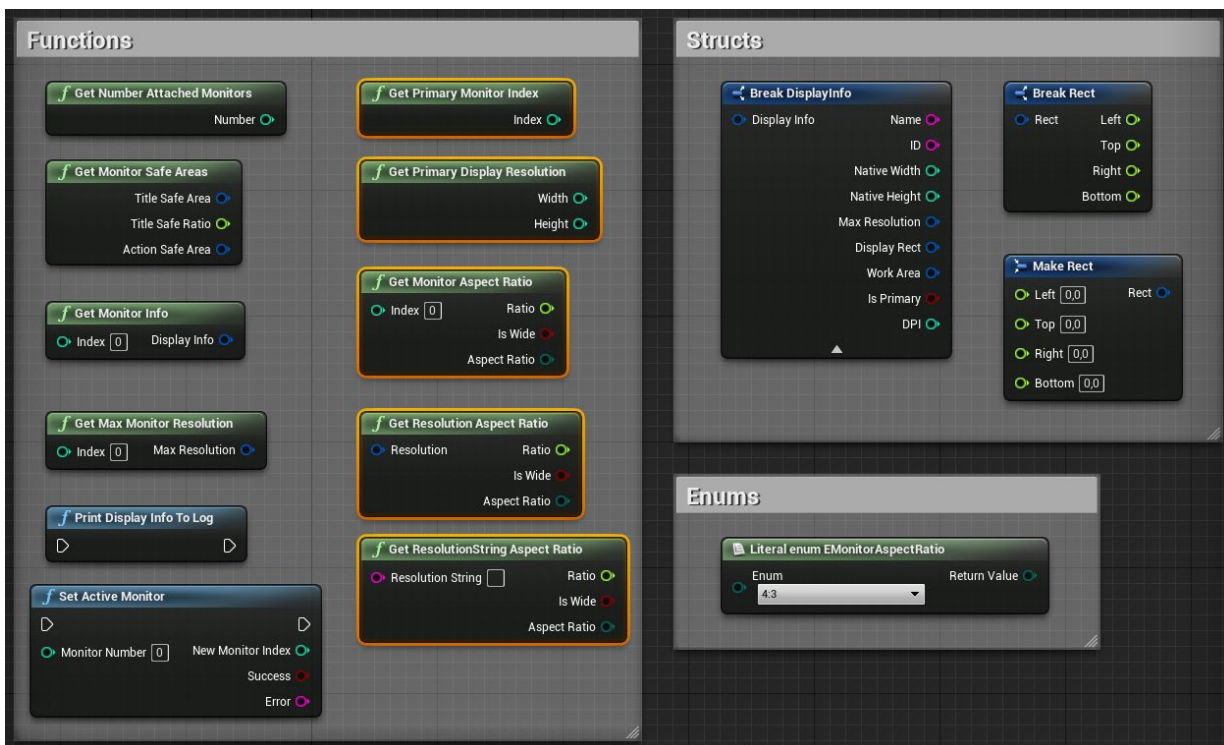 Functions
f Get Number Attached Monitors
Number
f Get Monitor Safe Areas
Title Safe Area
Title Safe Ratio
Action Safe Area
f Get Monitor Info
Index 0 Display Info
f Get Max Monitor Resolution
Index 0 Max Resolution
f Print Display Info To Log
f Set Active Monitor
Monitor Number 0 New Monitor Index
Success
Error
f Get Primary Monitor Index
Index
f Get Primary Display Resolution
Width
Height
f Get Monitor Aspect Ratio
Index 0 Ratio
Is Wide
Aspect Ratio
f Get Resolution Aspect Ratio
Resolution Ratio
Is Wide
Aspect Ratio
f Get ResolutionString Aspect Ratio
Resolution String Ratio
Is Wide
Aspect Ratio
Structs
Break DisplayInfo
Display Info Name
ID
Native Width
Native Height
Max Resolution
Display Rect
Work Area
Is Primary
DPI
Break Rect
Rect Left
Top
Right
Bottom
Make Rect
Left 0,0 Rect
Top 0,0
Right 0,0
Bottom 0,0
Enums
Literal enum EMonitorAspectRatio
Enum Return Value
4:3